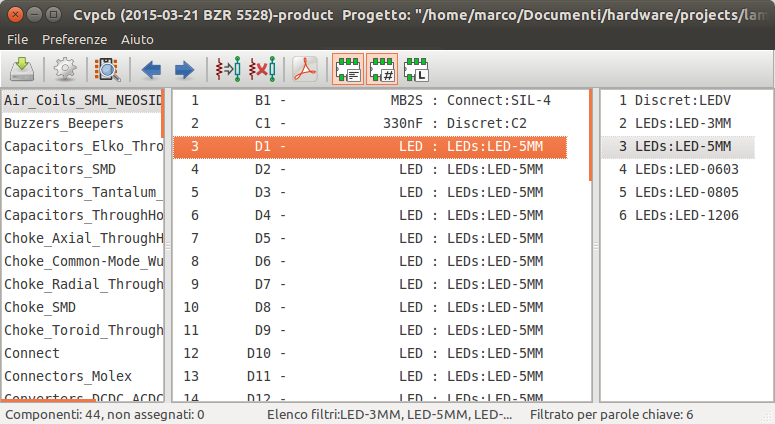 Cvpcb (2015-03-21 BZR 5528)-product Progetto: "/home/marco/Documenti/hardware/projects/lam
File Preferenze Aiuto
L
Air_Coils_SML_NEOSID
Buzzers_Beepers
Capacitors_Elko_Thro
Capacitors_SMD
Capacitors_Tantalum_
Capacitors_ThroughHo
Choke_Axial_ThroughH
Choke_Common-Mode_Wu
Choke_Radial_Through
Choke_SMD
Choke_Toroid_Through
Connect
Connectors_Molex
Converters_DCDC_ACDC
1 B1 - MB2S : Connect:SIL-4
2 C1 - 330nF : Discret:C2
3 D1 - LED : LEDs:LED-5MM
4 D2 - LED : LEDs:LED-5MM
5 D3 - LED : LEDs:LED-5MM
6 D4 - LED : LEDs:LED-5MM
7 D5 - LED : LEDs:LED-5MM
8 D6 - LED : LEDs:LED-5MM
9 D7 - LED : LEDs:LED-5MM
10 D8 - LED : LEDs:LED-5MM
11 D9 - LED : LEDs:LED-5MM
12 D10 - LED : LEDs:LED-5MM
13 D11 - LED : LEDs:LED-5MM
14 D12 - LED : LEDs:LED-5MM
1 Discret:LEDV
2 LEDs:LED-3MM
3 LEDs:LED-5MM
4 LEDs:LED-0603
5 LEDs:LED-0805
6 LEDs:LED-1206
Componenti: 44, non assegnati: 0 Elenco filtri:LED-3MM, LED-5MM, LED-... Filtrato per parole chiave: 6